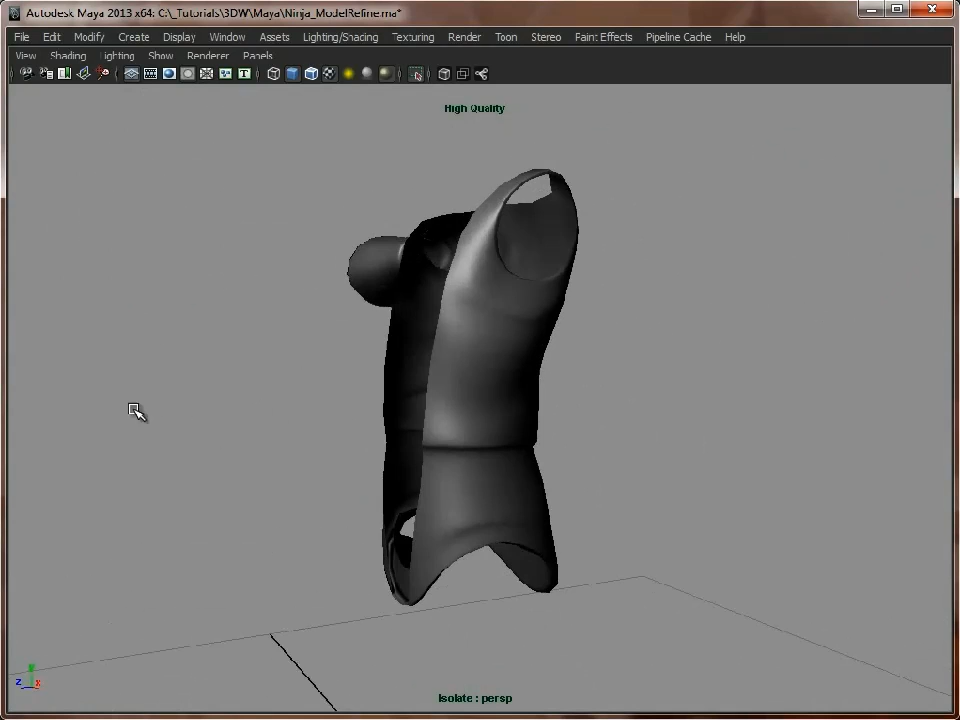 Autodesk Maya 2013 x64: C:\_Tutorials\3DW\Maya\Ninja_ModelRefine.ma*
File Edit Modify Create Display Window Assets Lighting/Shading Texturing Render Toon Stereo Paint Effects Pipeline Cache Help
View Shading Lighting Show Renderer Panels
High Quality
z x
Isolate : persp